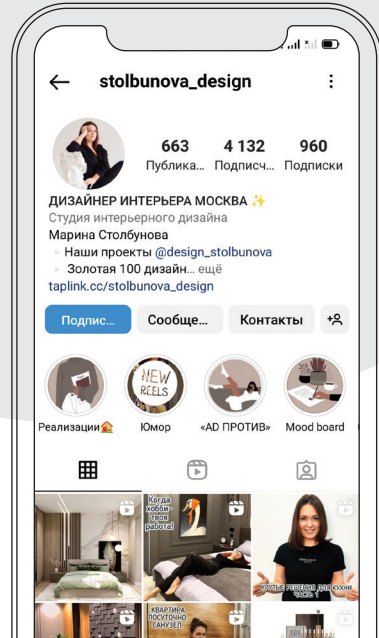 stolbunova_design
663 4 132 960
Публика... Подписч... Подписки
ДИЗАЙНЕР ИНТЕРЬЕРА МОСКВА ✨
Студия интерьерного дизайна
Марина Столбунова
Наши проекты @design_stolbunova
Золотая 100 дизайн... ещё
taplink.cc/stolbunova_design
Подпис... Сообще... Контакты
NEW
REELS
Реализации🏠 Юмор «AD ПРОТИВ» Mood board
Когда
хобби-
твоя
работа!
КРУТЫЕ РЕШЕНИЯ ДЛЯ КУХНИ
ЧАСТЬ 1
КВАРТИРА
ПОСУТОЧНО
САНУЗЕЛ: